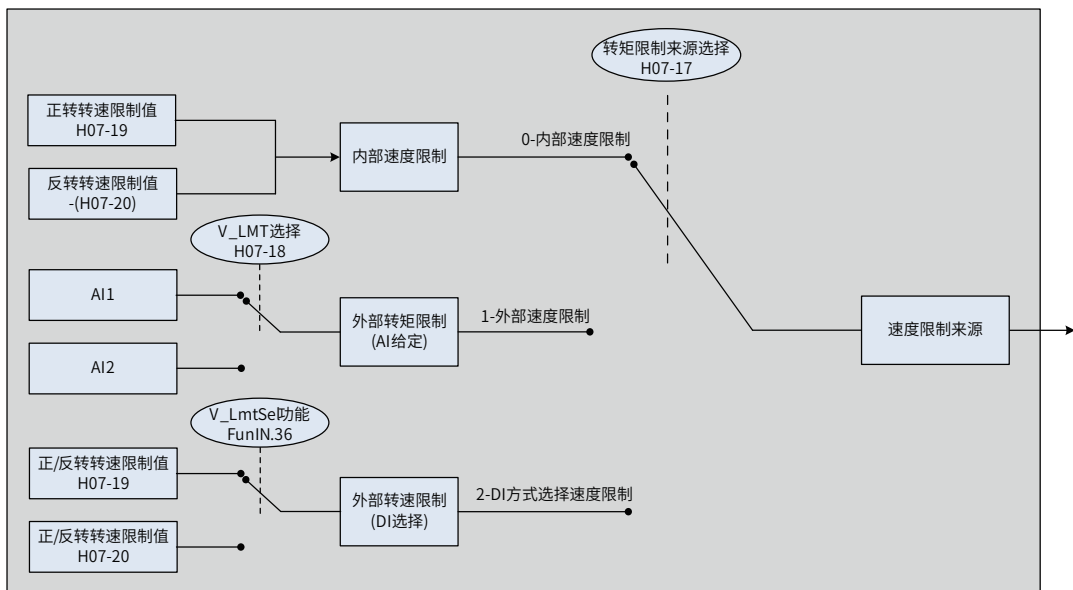 转矩限制来源选择
H07-17
正转转速限制值
H07-19
内部速度限制
0-内部速度限制
反转转速限制值
-(H07-20)
V_LMT选择
H07-18
AI1
外部转矩限制
(AI给定)
1-外部速度限制
速度限制来源
AI2
V_LmtSel功能
FunIN.36
正/反转转速限制值
H07-19
外部转速限制
(DI选择)
2-DI方式选择速度限制
正/反转转速限制值
H07-20